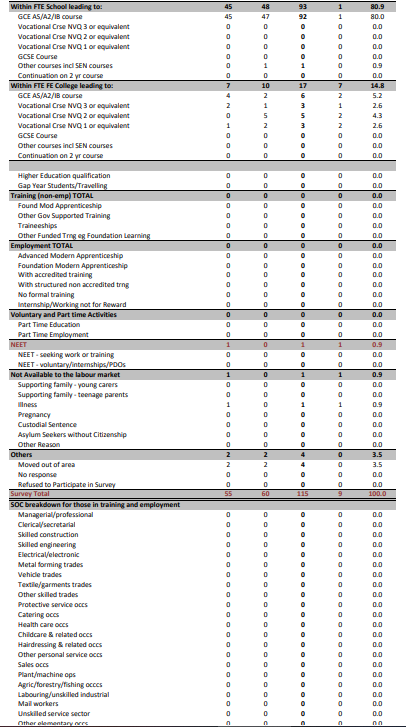 Within FTE School leading to: 45 48 93 1 80.9
GCE AS/A2/IB course 45 47 92 1 80.0
Vocational Crse NVQ 3 or equivalent 0 0 0 0 0.0
Vocational Crse NVQ 2 or equivalent 0 0 0 0 0.0
Vocational Crse NVQ 1 or equivalent 0 0 0 0 0.0
GCSE Course 0 0 0 0 0.0
Other courses incl SEN courses 0 1 1 0 0.9
Continuation on 2 yr course 0 0 0 0 0.0
Within FTE FE College leading to: 7 10 17 7 14.8
GCE AS/A2/IB course 4 2 6 2 5.2
Vocational Crse NVQ 3 or equivalent 2 1 3 1 2.6
Vocational Crse NVQ 2 or equivalent 0 5 5 2 4.3
Vocational Crse NVQ 1 or equivalent 1 2 3 2 2.6
GCSE Course 0 0 0 0 0.0
Other courses incl SEN courses 0 0 0 0 0.0
Continuation on 2 yr course 0 0 0 0 0.0
Higher Education qualification 0 0 0 0 0.0
Gap Year Students/Travelling 0 0 0 0 0.0
Training (non-emp) TOTAL 0 0 0 0 0.0
Found Mod Apprenticeship 0 0 0 0 0.0
Other Gov Supported Training 0 0 0 0 0.0
Traineeships 0 0 0 0 0.0
Other Funded Trng eg Foundation Learning 0 0 0 0 0.0
Employment TOTAL 0 0 0 0 0.0
Advanced Modern Apprenticeship 0 0 0 0 0.0
Foundation Modern Apprenticeship 0 0 0 0 0.0
With accredited training 0 0 0 0 0.0
With structured non accredited trng 0 0 0 0 0.0
No formal training 0 0 0 0 0.0
Internship/Working not for Reward 0 0 0 0 0.0
Voluntary and Part time Activities 0 0 0 0 0.0
Part Time Education 0 0 0 0 0.0
Part Time Employment 0 0 0 0 0.0
NEET 1 0 1 1 0.9
NEET - seeking work or training 0 0 0 0 0.0
NEET - voluntary/internships/PDOs 0 0 0 0 0.0
Not Available to the labour market 1 0 1 1 0.9
Supporting family - young carers 0 0 0 0 0.0
Supporting family - teenage parents 0 0 0 0 0.0
Illness 1 0 1 1 0.9
Pregnancy 0 0 0 0 0.0
Custodial Sentence 0 0 0 0 0.0
Asylum Seekers without Citizenship 0 0 0 0 0.0
Other Reason 0 0 0 0 0.0
Others 2 2 4 0 3.5
Moved out of area 2 2 4 0 3.5
No response 0 0 0 0 0.0
Refused to Participate in Survey 0 0 0 0 0.0
Survey Total 55 60 115 9 100.0
SOC breakdown for those in training and employment
Managerial/professional 0 0 0 0 0.0
Clerical/secretarial 0 0 0 0 0.0
Skilled construction 0 0 0 0 0.0
Skilled engineering 0 0 0 0 0.0
Electrical/electronic 0 0 0 0 0.0
Metal forming trades 0 0 0 0 0.0
Vehicle trades 0 0 0 0 0.0
Textile/garments trades 0 0 0 0 0.0
Other skilled trades 0 0 0 0 0.0
Protective service occs 0 0 0 0 0.0
Catering occs 0 0 0 0 0.0
Health care occs 0 0 0 0 0.0
Childcare & related occs 0 0 0 0 0.0
Hairdressing & related occs 0 0 0 0 0.0
Other personal service occs 0 0 0 0 0.0
Sales occs 0 0 0 0 0.0
Plant/machine ops 0 0 0 0 0.0
Agric/forestry/fishing occcs 0 0 0 0 0.0
Labouring/unskilled industrial 0 0 0 0 0.0
Mail workers 0 0 0 0 0.0
Unskilled service sector 0 0 0 0 0.0
Other elementary occs 0 0 0 0 0.0